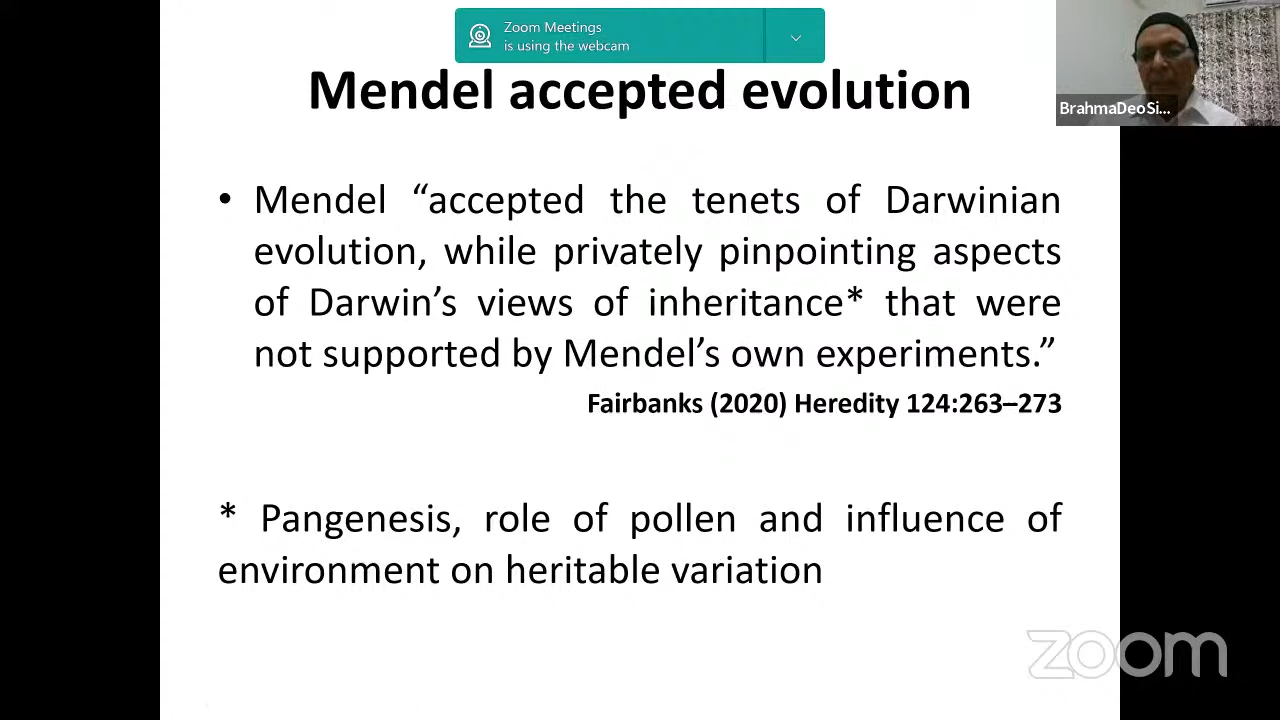 Zoom Meetings
is using the webcam
BrahmaDeoSi...
Mendel accepted evolution
• Mendel “accepted the tenets of Darwinian
evolution, while privately pinpointing aspects
of Darwin’s views of inheritance* that were
not supported by Mendel’s own experiments.”
Fairbanks (2020) Heredity 124:263–273
* Pangenesis, role of pollen and influence of
environment on heritable variation
zoom